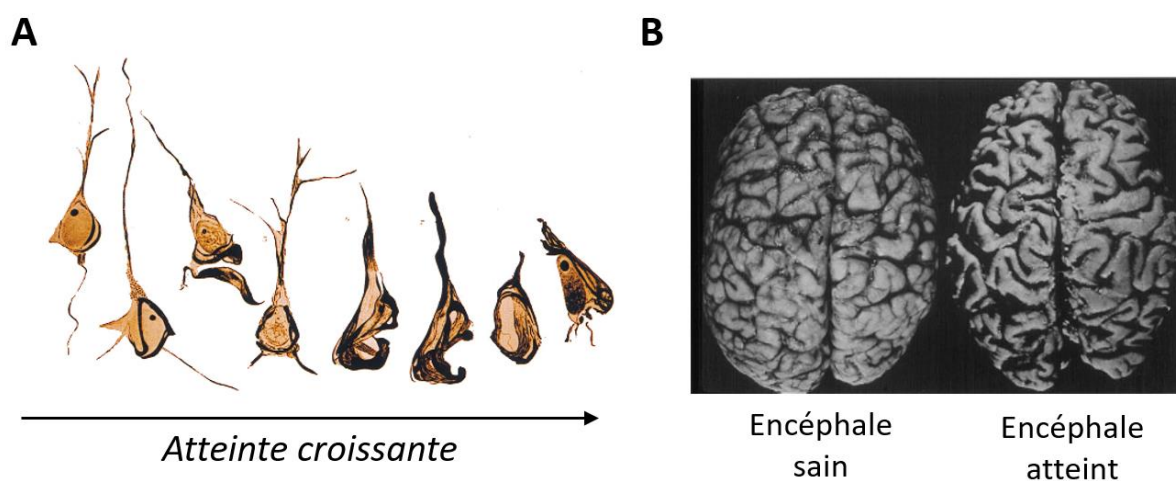 A
B
Atteinte croissante
Encéphale
sain
Encéphale
atteint